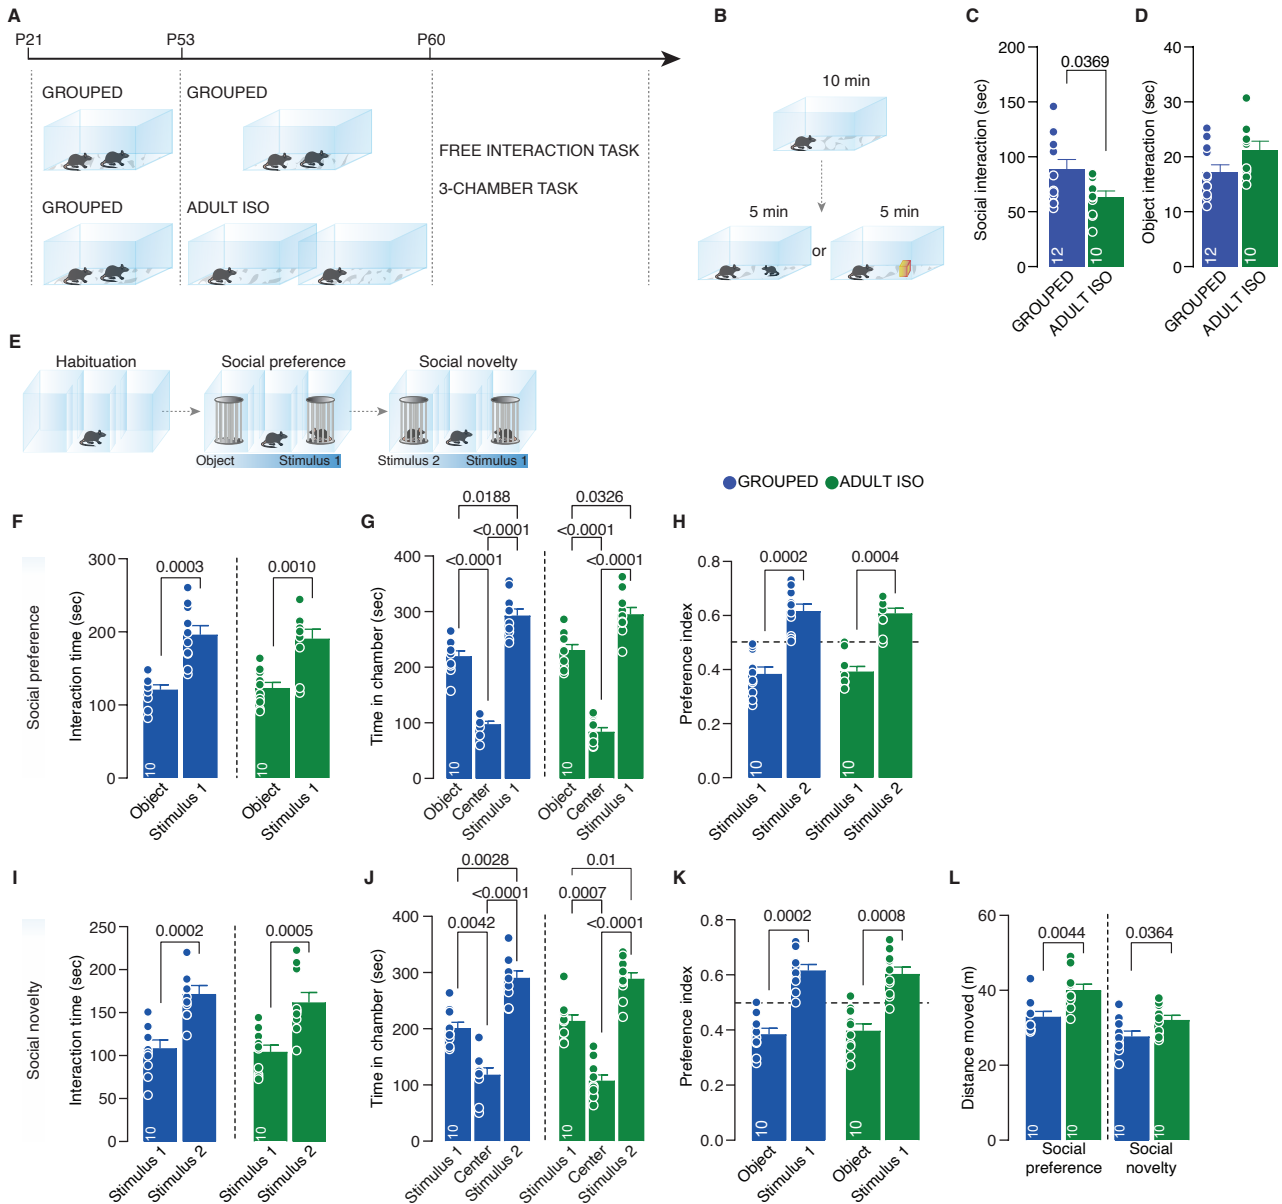 A
P21 P53 P60
GROUPED GROUPED
FREE INTERACTION TASK
3-CHAMBER TASK
GROUPED ADULT ISO
B
10 min
5 min 5 min
or
C
Social interaction (sec)
200
150
100
50
0
0.0369
12 10
GROUPED ADULT ISO
D
Object interaction (sec)
40
30
20
10
0
GROUPED ADULT ISO
E
Habituation Social preference Social novelty
Object Stimulus 1 Stimulus 2 Stimulus 1
GROUPED ADULT ISO
Social preference
F
Interaction time (sec)
300
200
100
0
0.0003 0.0010
10 10
Object Stimulus 1 Object Stimulus 1
G
Time in chamber (sec)
400
300
200
100
0
0.0188 0.0326
<0.0001 <0.0001
<0.0001 <0.0001
10 10
Object Center Stimulus 1 Object Center Stimulus 1
H
Preference index
0.8
0.6
0.4
0.2
0.0
0.0002 0.0004
10 10
Stimulus 1 Stimulus 2 Stimulus 1 Stimulus 2
Social novelty
I
Interaction time (sec)
250
200
150
100
50
0
0.0002 0.0005
10 10
Stimulus 1 Stimulus 2 Stimulus 1 Stimulus 2
J
Time in chamber (sec)
400
300
200
100
0
0.0028 0.01
<0.0001 0.0007
0.0042 <0.0001
10 10
Stimulus 1 Center Stimulus 2 Stimulus 1 Center Stimulus 2
K
Preference index
0.8
0.6
0.4
0.2
0.0
0.0002 0.0008
10 10
Object Stimulus 1 Object Stimulus 1
L
Distance moved (m)
60
40
20
0
0.0044 0.0364
10 10 10 10
Social preference
Social novelty